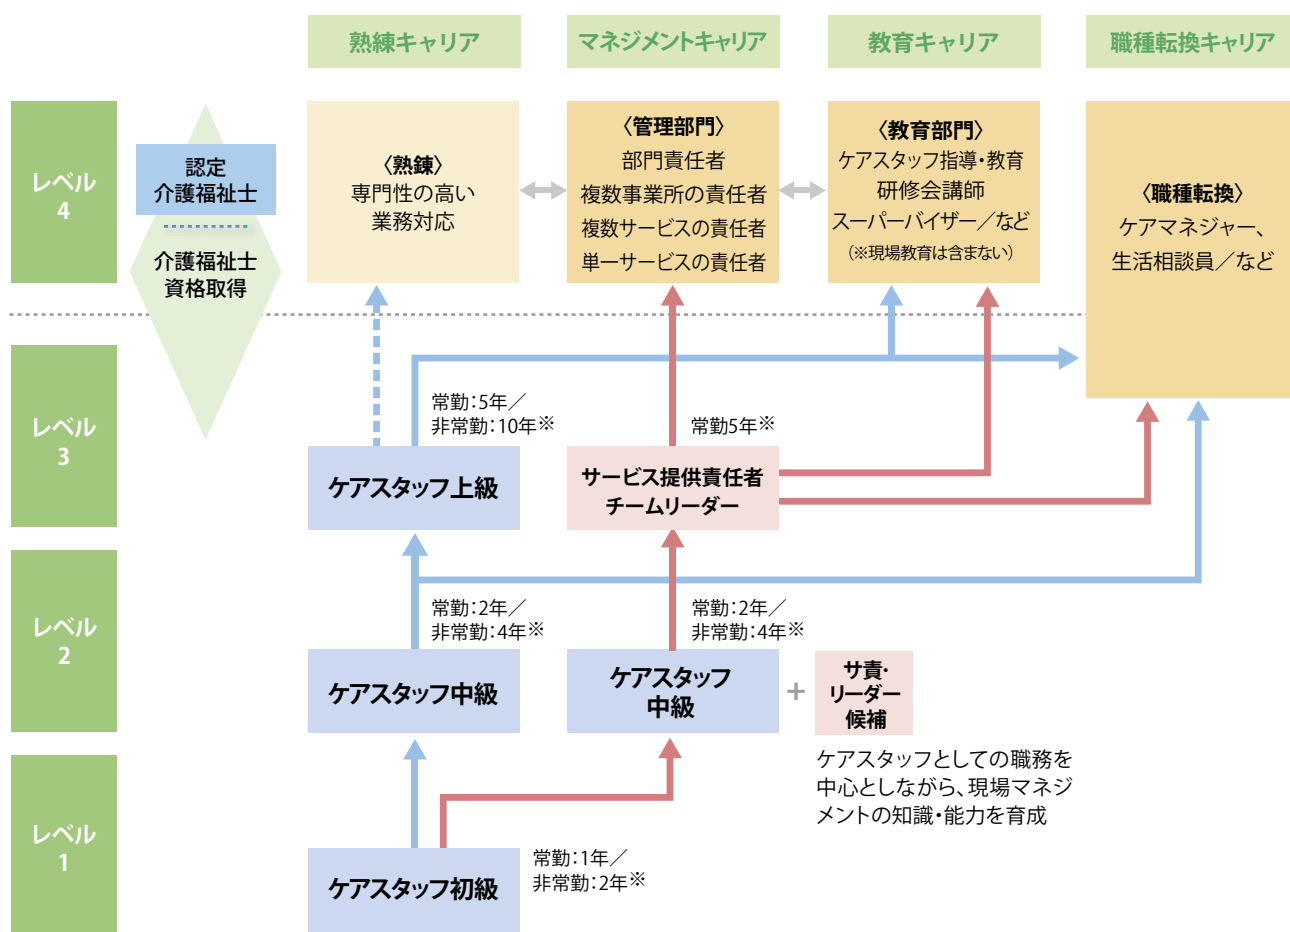 熟練キャリア
マネジメントキャリア
教育キャリア
職種転換キャリア
レベル
4
認定
介護福祉士
介護福祉士
資格取得
〈熟錬〉
専門性の高い
業務対応
〈管理部門〉
部門責任者
複数事業所の責任者
複数サービスの責任者
単一サービスの責任者
〈教育部門〉
ケアスタッフ指導・教育
研修会講師
スーパーバイザー／など
（※現場教育は含まない）
〈職種転換〉
ケアマネジャー、
生活相談員／など
レベル
3
常勤：5年／
非常勤：10年※
ケアスタッフ上級
常勤5年※
サービス提供責任者
チームリーダー
レベル
2
常勤：2年／
非常勤：4年※
ケアスタッフ中級
常勤：2年／
非常勤：4年※
ケアスタッフ
中級
+
サ責・
リーダー
候補
ケアスタッフとしての職務を
中心としながら、現場マネジ
メントの知識・能力を育成
レベル
1
ケアスタッフ初級
常勤：1年／
非常勤：2年※